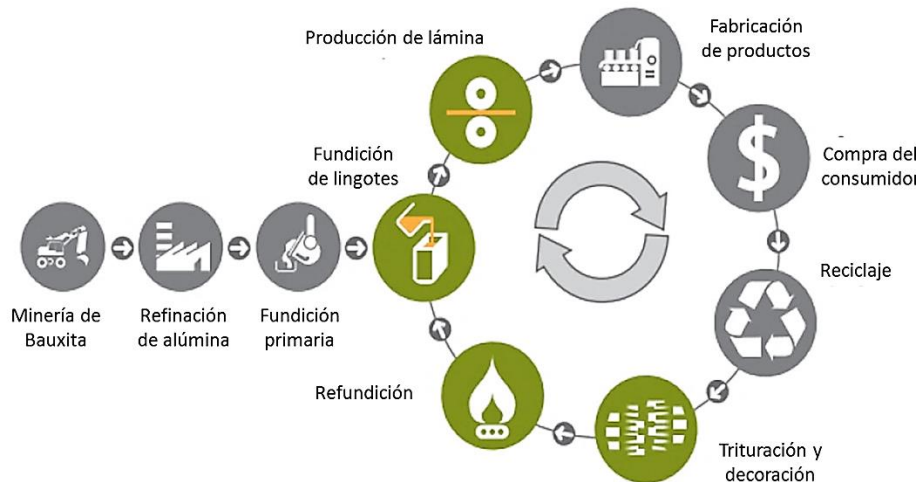 Producción de lámina
Fabricación
de productos
Fundición
de lingotes
Compra del
consumidor
$
Minería de
Bauxita
Refinación
de alúmina
Fundición
primaria
Reciclaje
Refundición
Trituración y
decoración